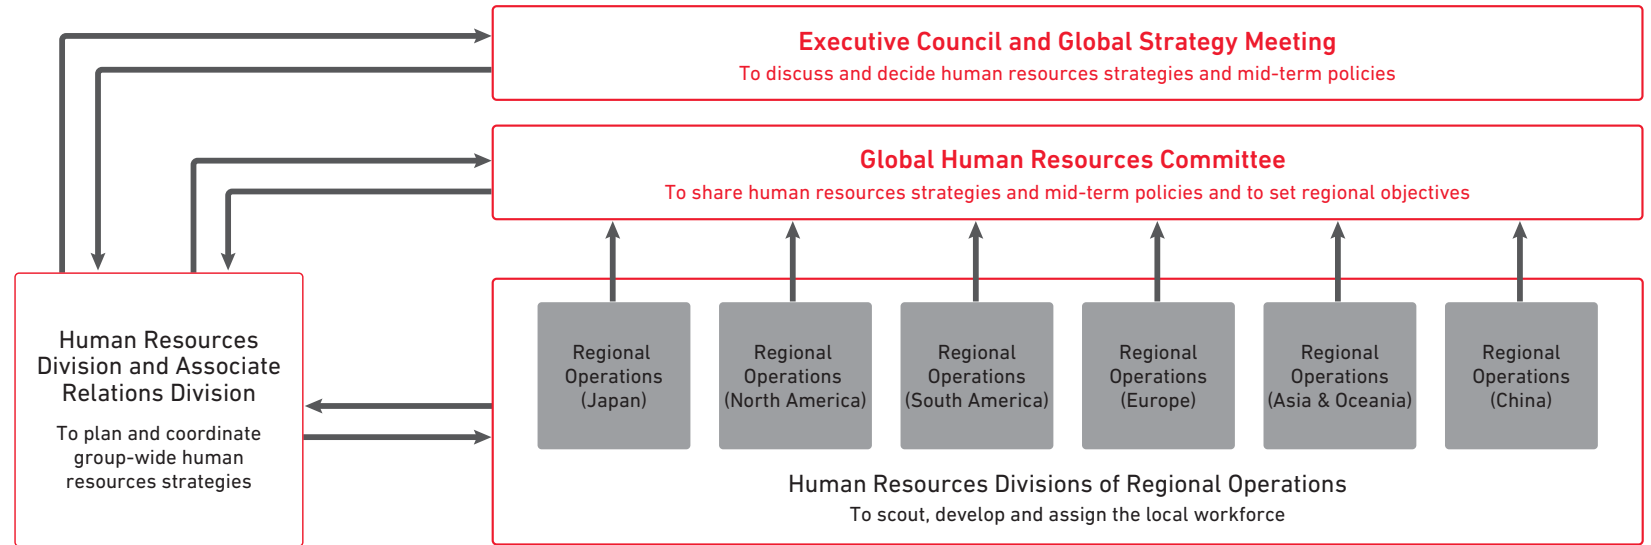 Executive Council and Global Strategy Meeting
To discuss and decide human resources strategies and mid-term policies
Global Human Resources Committee
To share human resources strategies and mid-term policies and to set regional objectives
Human Resources
Division and Associate
Relations Division
To plan and coordinate
group-wide human
resources strategies
Regional
Operations
(Japan)
Regional
Operations
(North America)
Regional
Operations
(South America)
Regional
Operations
(Europe)
Regional
Operations
(Asia & Oceania)
Regional
Operations
(China)
Human Resources Divisions of Regional Operations
To scout, develop and assign the local workforce